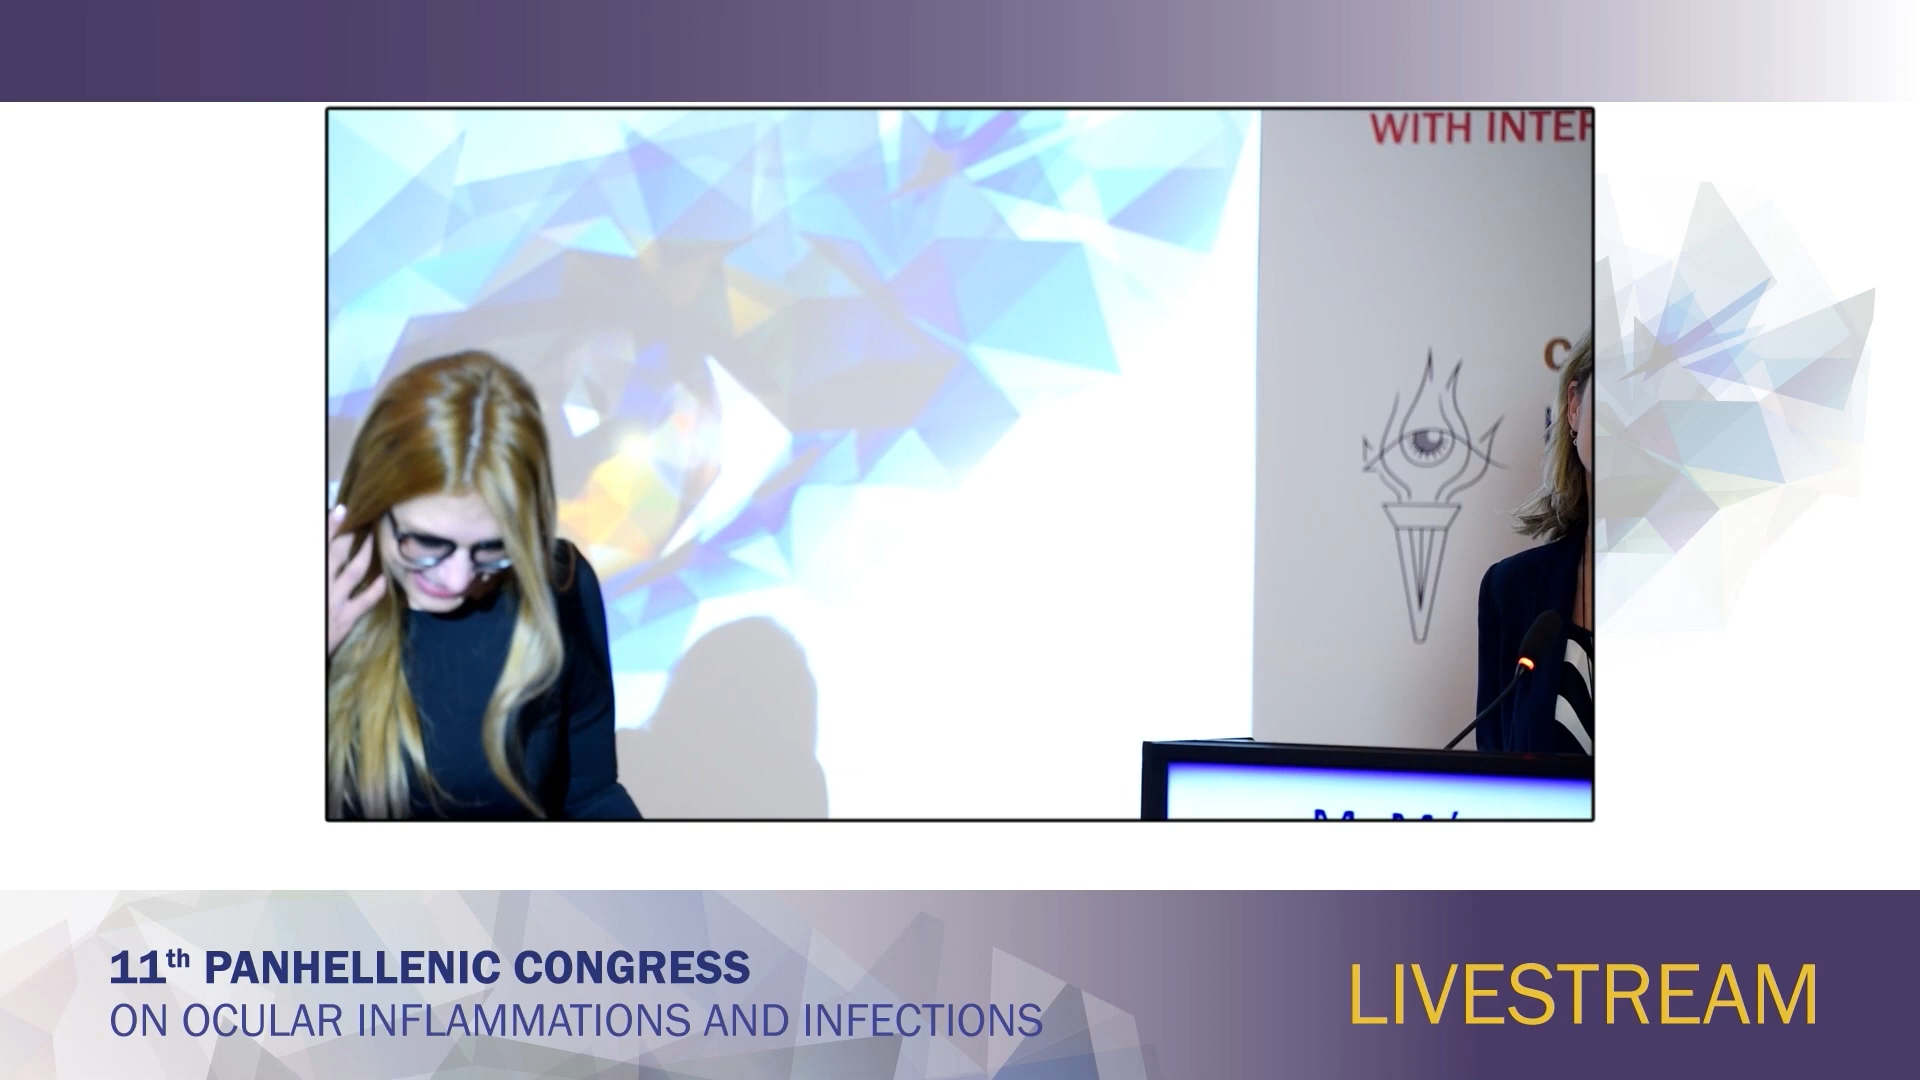 WITH INTER
C
11th PANHELLENIC CONGRESS
ON OCULAR INFLAMMATIONS AND INFECTIONS
LIVESTREAM